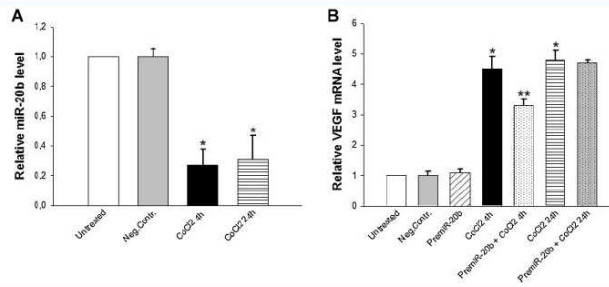 A
Relative miR-20b level
1,2
1,0
0,8
0,6
0,4
0,2
0,0
*
*
Untreated
Neg.Contr.
CoCl2 4h
CoCl2 24h
B
Relative VEGF mRNA level
6
5
4
3
2
1
0
*
**
*
Untreated
Neg.Contr.
PremiR-20b
CoCl2 4h
PremiR-20b + CoCl2 4h
CoCl2 24h
PremiR-20b + CoCl2 24h